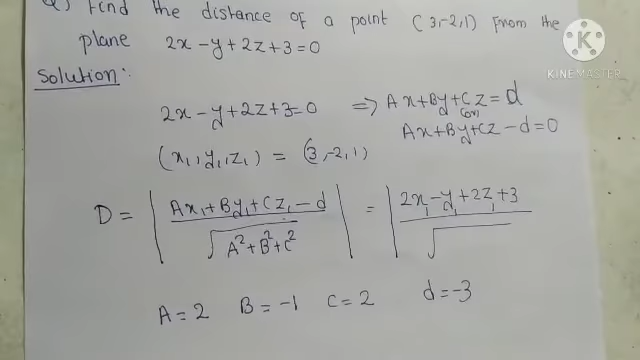 Q) Find the distance of a point (3,-2,1) from the
plane 2x-y+2z+3=0
Solution:
2x-y+2z+3=0 => Ax+By+Cz=d
(or)
Ax+By+Cz-d=0
(x₁,y₁,z₁) = (3,-2,1)
D = | Ax₁+By₁+Cz₁-d / √A²+B²+C² | = | 2x₁-y₁+2z₁+3 / √ |
A=2 B=-1 C=2 d=-3
K
KINEMASTER